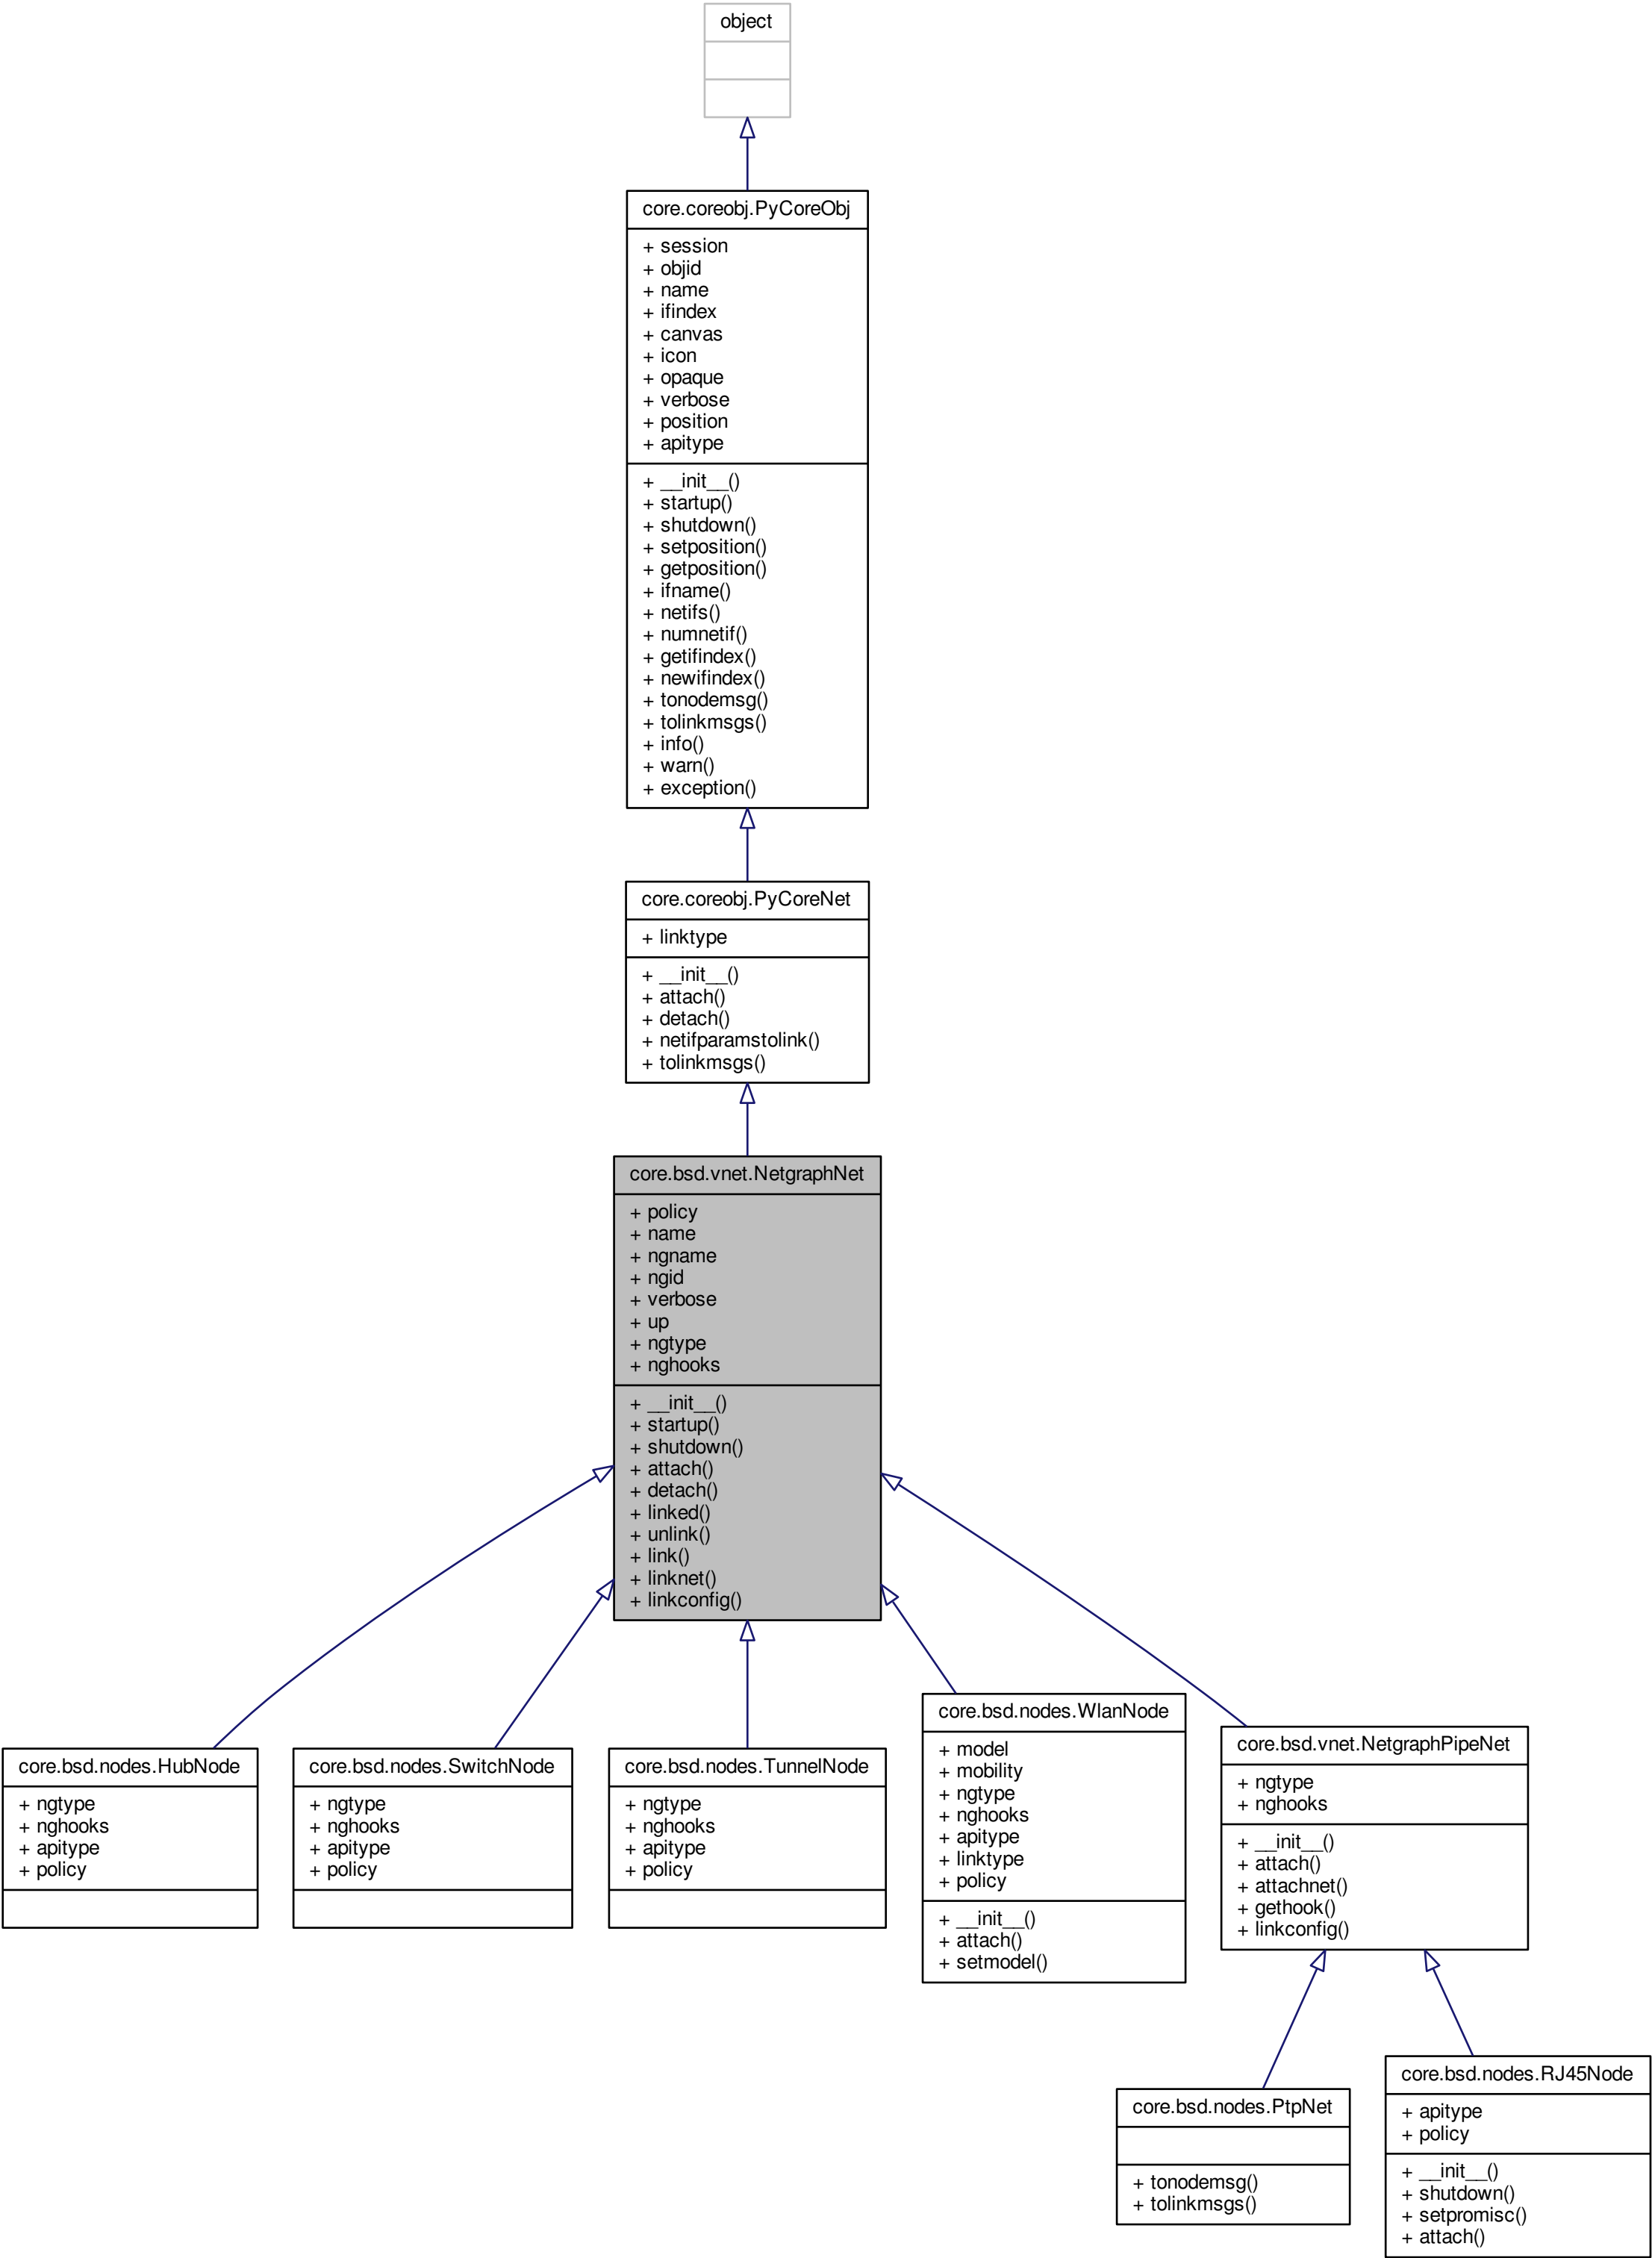 object
core.coreobj.PyCoreObj
+ session
+ objid
+ name
+ ifindex
+ canvas
+ icon
+ opaque
+ verbose
+ position
+ apitype
+ __init__()
+ startup()
+ shutdown()
+ setposition()
+ getposition()
+ ifname()
+ netifs()
+ numnetif()
+ getifindex()
+ newifindex()
+ tonodemsg()
+ tolinkmsgs()
+ info()
+ warn()
+ exception()
core.coreobj.PyCoreNet
+ linktype
+ __init__()
+ attach()
+ detach()
+ netifparamstolink()
+ tolinkmsgs()
core.bsd.vnet.NetgraphNet
+ policy
+ name
+ ngname
+ ngid
+ verbose
+ up
+ ngtype
+ nghooks
+ __init__()
+ startup()
+ shutdown()
+ attach()
+ detach()
+ linked()
+ unlink()
+ link()
+ linknet()
+ linkconfig()
core.bsd.nodes.HubNode
+ ngtype
+ nghooks
+ apitype
+ policy
core.bsd.nodes.SwitchNode
+ ngtype
+ nghooks
+ apitype
+ policy
core.bsd.nodes.TunnelNode
+ ngtype
+ nghooks
+ apitype
+ policy
core.bsd.nodes.WlanNode
+ model
+ mobility
+ ngtype
+ nghooks
+ apitype
+ linktype
+ policy
+ __init__()
+ attach()
+ setmodel()
core.bsd.vnet.NetgraphPipeNet
+ ngtype
+ nghooks
+ __init__()
+ attach()
+ attachnet()
+ gethook()
+ linkconfig()
core.bsd.nodes.PtpNet
+ tonodemsg()
+ tolinkmsgs()
core.bsd.nodes.RJ45Node
+ apitype
+ policy
+ __init__()
+ shutdown()
+ setpromisc()
+ attach()